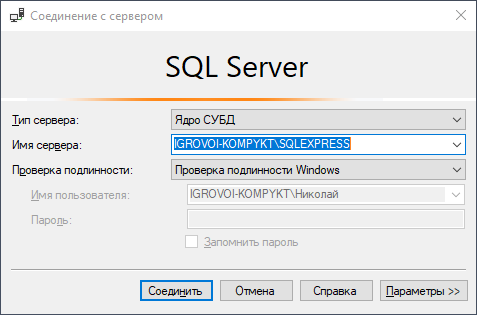 Соединение с сервером
SQL Server
Тип сервера: Ядро СУБД
Имя сервера: IGROVOI-KOMPYKT\SQLEXPRESS
Проверка подлинности: Проверка подлинности Windows
Имя пользователя: IGROVOI-KOMPYKT\Николай
Пароль:
Запомнить пароль
Соединить Отмена Справка Параметры >>